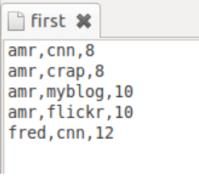 first
amr,cnn,8
amr,crap,8
amr,myblog,10
amr,flickr,10
fred,cnn,12